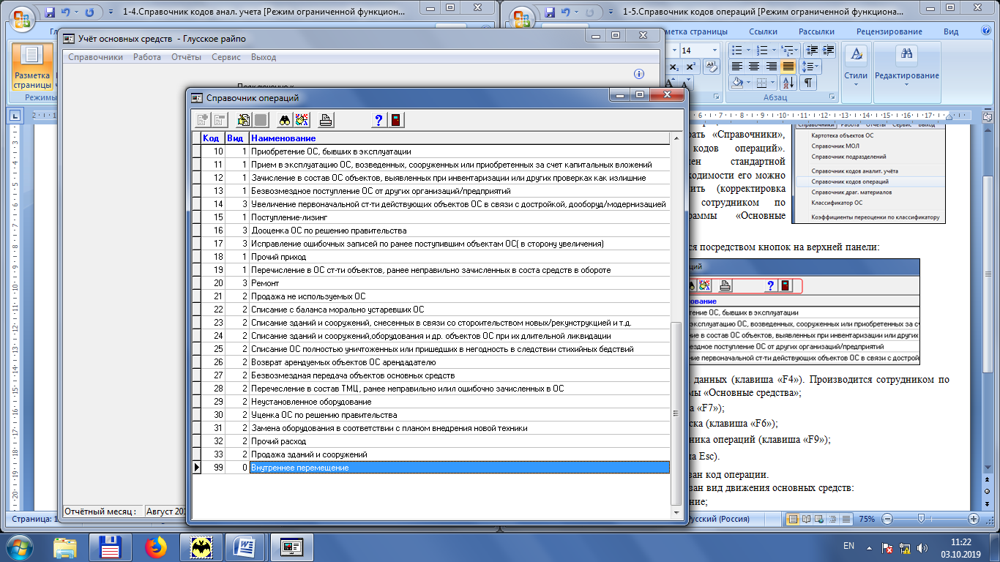 1-4.Справочник кодов анал. учета [Режим ограниченной функцион...
1-5.Справочник кодов операций [Режим ограниченной функциона...
Учёт основных средств - Глусское райпо
Справочники Работа Отчёты Сервис Выход
Разметка страницы
Режимы
метка страницы Ссылки Рассылки Рецензирование Вид
14
Абзац
Стили
Редактирование
Справочник операций
Код Вид Наименование
10 1 Приобретение ОС, бывших в эксплуатации
11 1 Прием в эксплуатацию ОС, возведенных, сооруженных или приобретенных за счет капитальных вложений
12 1 Зачисление в состав ОС объектов, выявленных при инвентаризации или других проверках как излишние
13 1 Безвозмездное поступление ОС от других организаций/предприятий
14 3 Увеличение первоначальной ст-ти действующих объектов ОС в связи с достройкой, дооборуд/модернизацией
15 1 Поступление-лизинг
16 3 Дооценка ОС по решению правительства
17 3 Исправление ошибочных записей по ранее поступившим объектам ОС( в сторону увеличения)
18 1 Прочий приход
19 1 Перечисление в ОС ст-ти объектов, ранее неправильно зачисленных в соста средств в обороте
20 3 Ремонт
21 2 Продажа не используемых ОС
22 2 Списание с баланса морально устаревших ОС
23 2 Списание зданий и сооружений, снесенных в связи со стороительством новых/рекунструкцией и т.д.
24 2 Списание зданий и сооружений,оборудования и др. объектов ОС при их длительной ликвидации
25 2 Списание ОС полностью уничтоженных или пришедших в негодность в следствии стихийных бедствий
26 2 Возврат арендуемых объектов ОС арендадателю
27 2 Безвозмездная передача объектов основных средств
28 2 Перечесление в состав ТМЦ, ранее неправильно илил ошибочно зачисленных в ОС
29 2 Неустановленное оборудование
30 2 Уценка ОС по решению правительства
31 2 Замена оборудования в соответствии с планом внедрения новой техники
32 2 Прочий расход
33 2 Продажа зданий и сооружений
99 0 Внутреннее перемещение
Отчётный месяц : Август 20
рать «Справочники»,
кодов операций».
ен стандартной
ходимости его можно
ить (корректировка
сотрудником по
раммы «Основные
Справочники Работа Отчёты Сервис Выход
Картотека объектов ОС
Справочник МОЛ
Справочник подразделений
Справочник кодов аналит. учёта
Справочник кодов операций
Справочник драг. материалов
Классификатор ОС
Коэффициенты переоценки по классификатору
ся посредством кнопок на верхней панели:
ций
нование
тение ОС, бывших в эксплуатации
эксплуатацию ОС, возведенных, сооруженных или приобретенных за сч
ие в состав ОС объектов, выявленных при инвентаризации или других
ездное поступление ОС от других организаций/предприятий
ние первоначальной ст-ти действующих объектов ОС в связи с достройк
данных (клавиша «F4»). Производится сотрудником по
мы «Основные средства»;
а «F7»);
ска (клавиша «F6»);
ника операций (клавиша «F9»);
а Esc).
ван код операции.
зан вид движения основных средств:
ние;
Страница: 1
усский (Россия)
75%
EN
11:22
03.10.2019